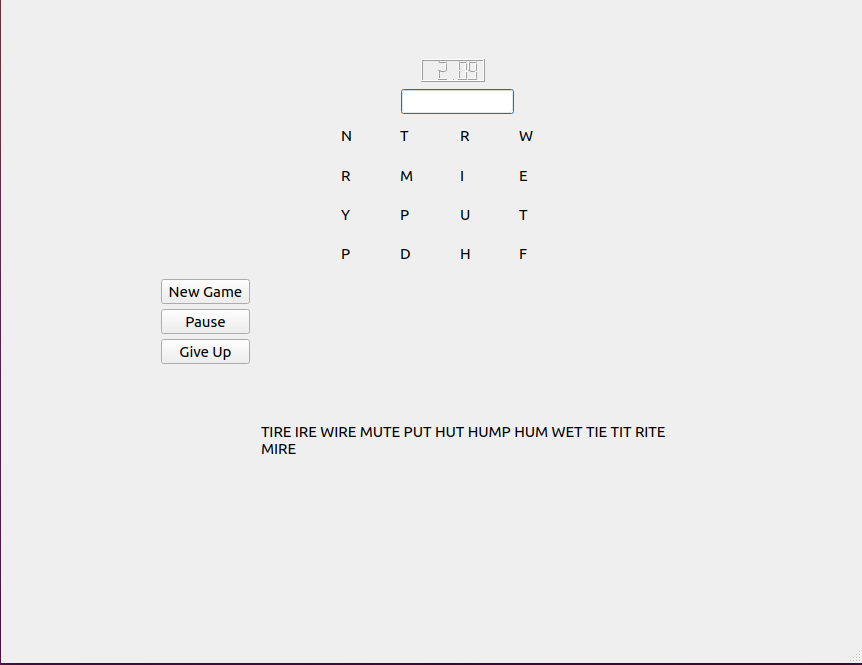 2:09
N T R W
R M I E
Y P U T
P D H F
New Game
Pause
Give Up
TIRE IRE WIRE MUTE PUT HUT HUMP HUM WET TIE TIT RITE
MIRE